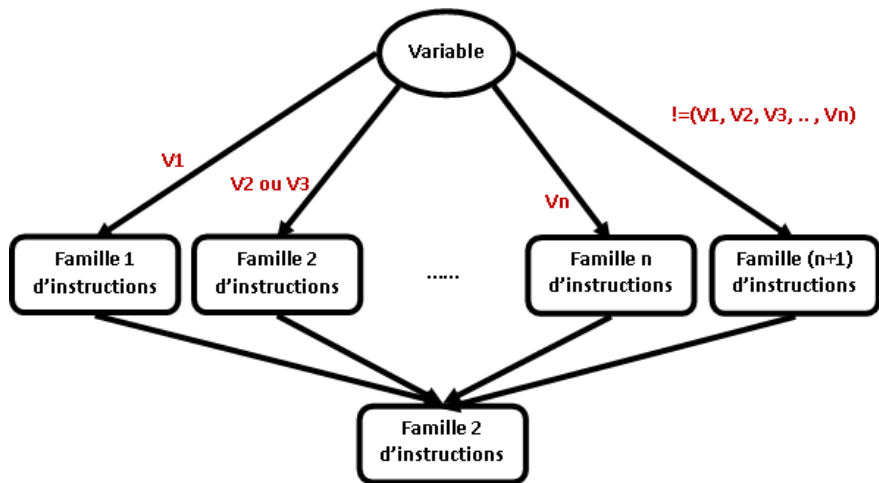 Variable
!=(V1, V2, V3, .. , Vn)
V1
V2 ou V3
Vn
Famille 1
d'instructions
Famille 2
d'instructions
......
Famille n
d'instructions
Famille (n+1)
d'instructions
Famille 2
d'instructions